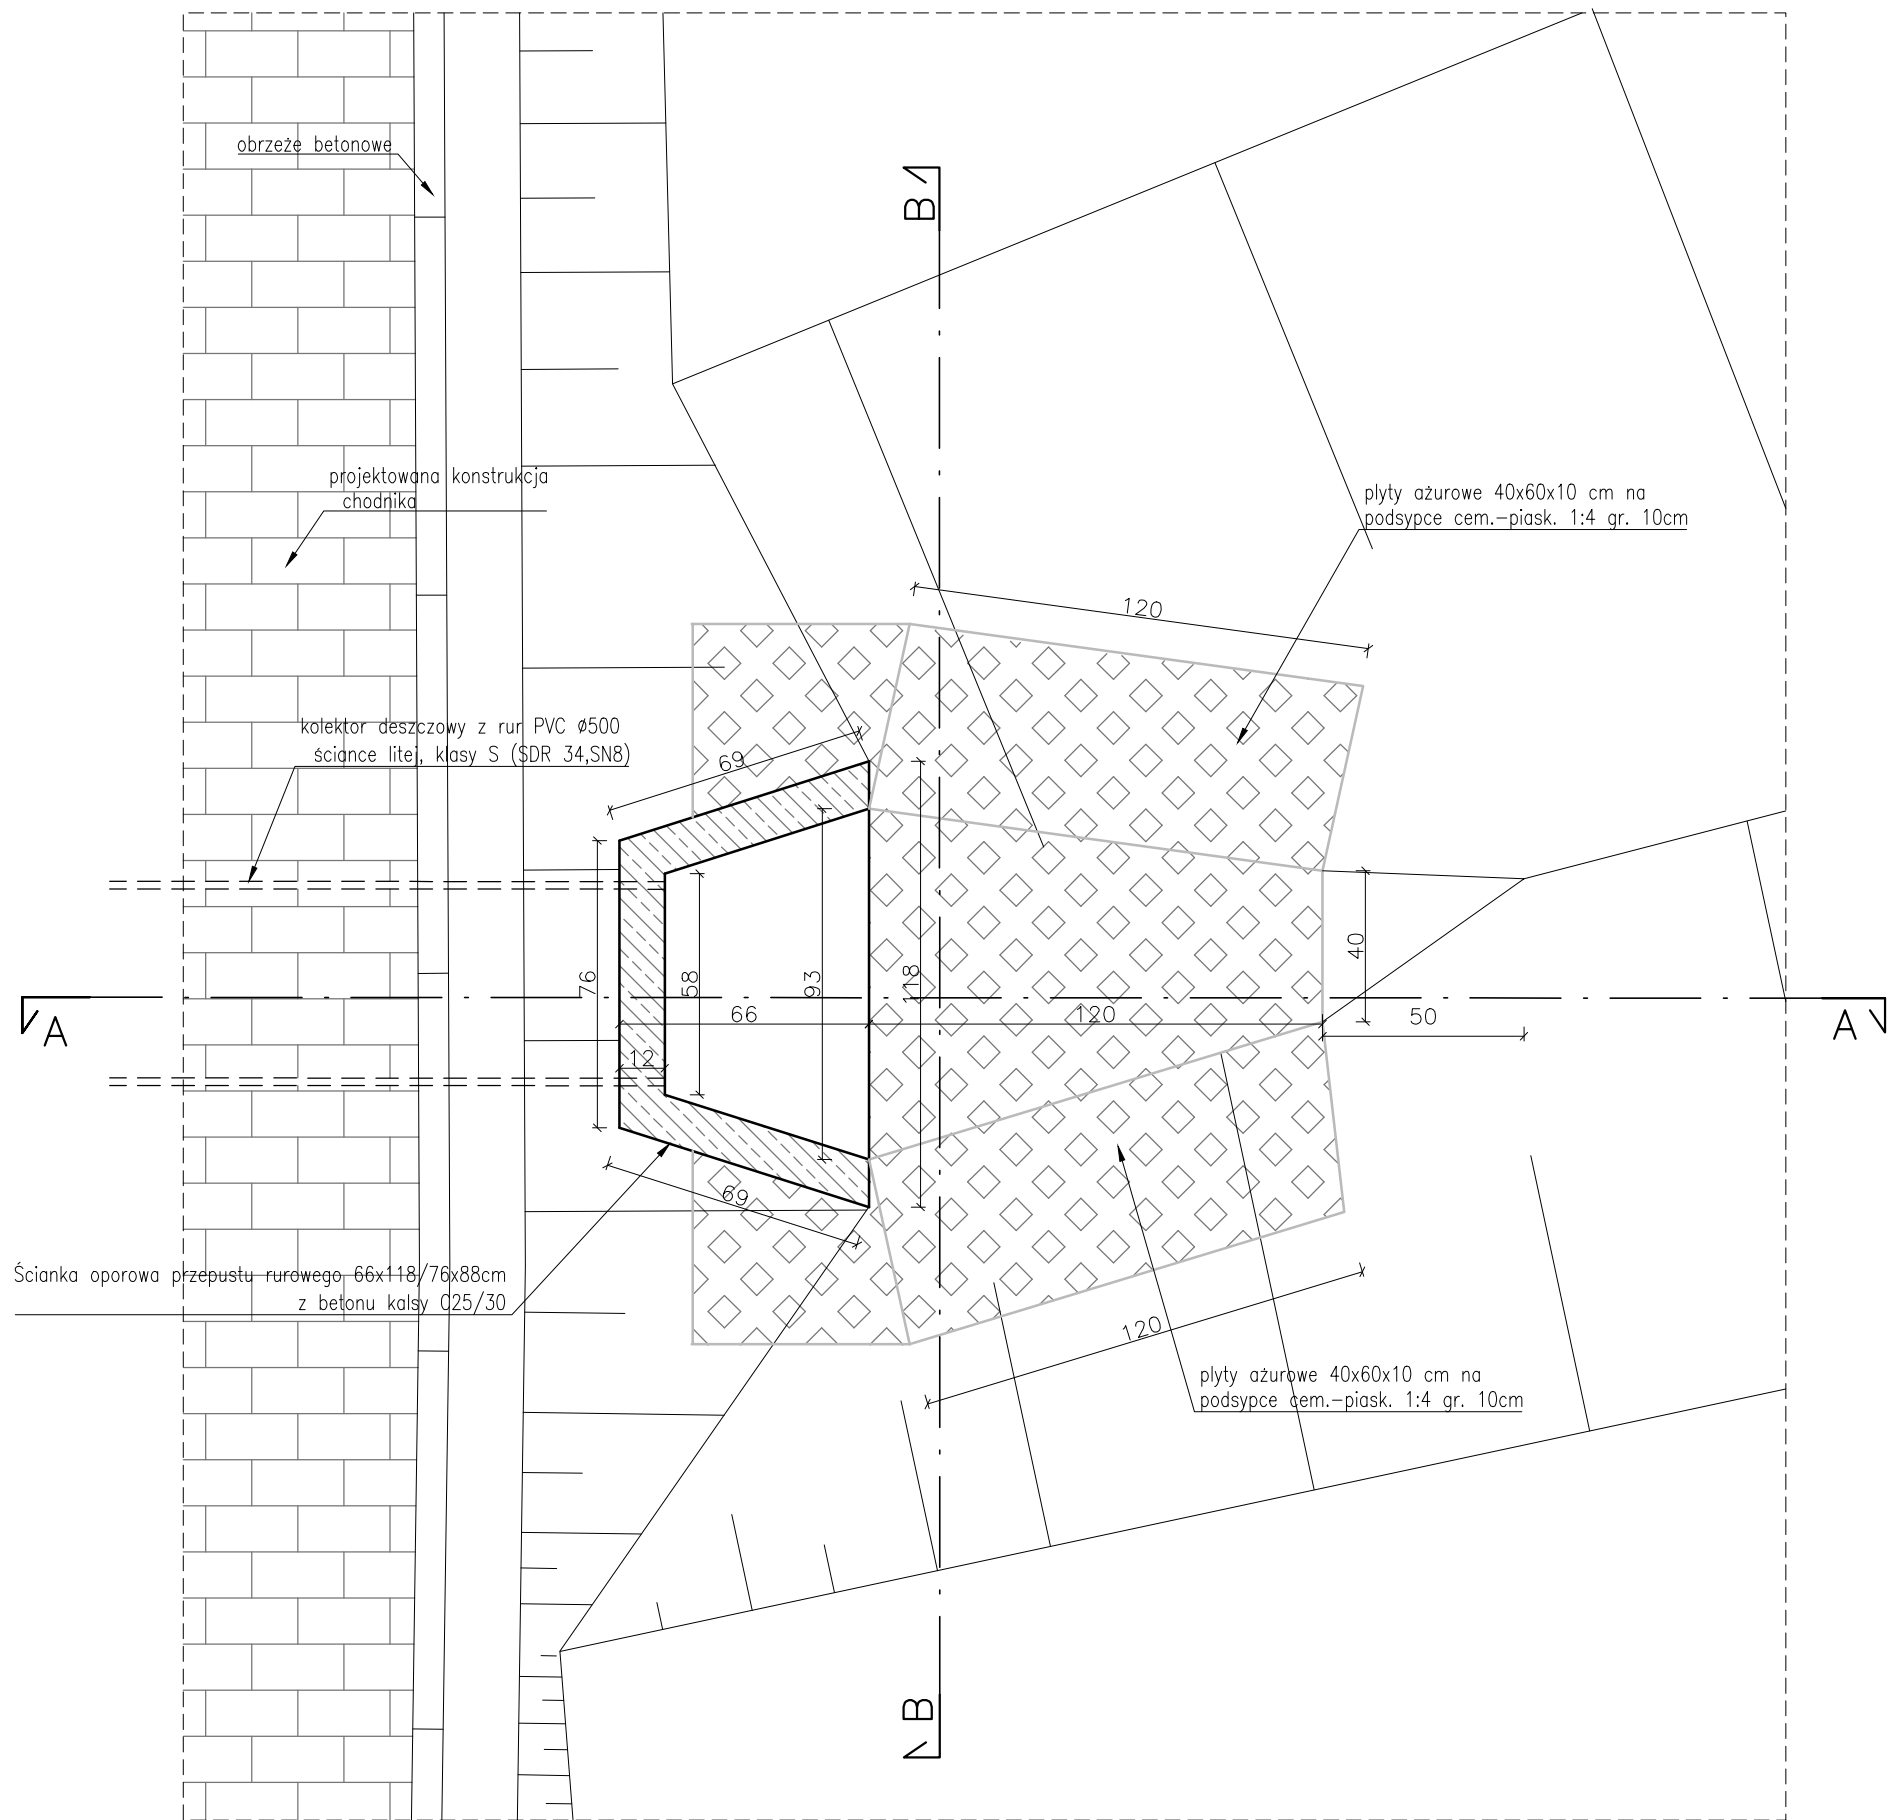 obrzeże betonowe
B
projektowana konstrukcja
chodnika
plyty ażurowe 40x60x10 cm na
podsypce cem.-piask. 1:4 gr. 10cm
120
kolektor deszczowy z rur PVC ø500
ściance litej, klasy S (SDR 34,SN8)
69
76
58
93
118
40
A
66
120
50
A
12
69
Ścianka oporowa przepustu rurowego 66x118/76x88cm
z betonu kalsy C25/30
120
plyty ażurowe 40x60x10 cm na
podsypce cem.-piask. 1:4 gr. 10cm
B